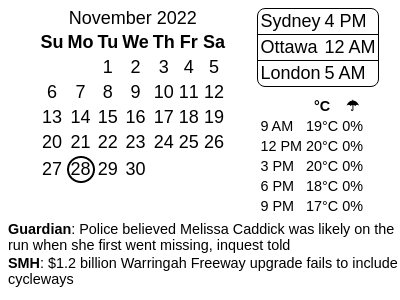 November 2022
Su Mo Tu We Th Fr Sa
1 2 3 4 5
6 7 8 9 10 11 12
13 14 15 16 17 18 19
20 21 22 23 24 25 26
27 28 29 30
Sydney 4 PM
Ottawa 12 AM
London 5 AM
°C ☂
9 AM 19°C 0%
12 PM 20°C 0%
3 PM 20°C 0%
6 PM 18°C 0%
9 PM 17°C 0%
Guardian: Police believed Melissa Caddick was likely on the
run when she first went missing, inquest told
SMH: $1.2 billion Warringah Freeway upgrade fails to include
cycleways